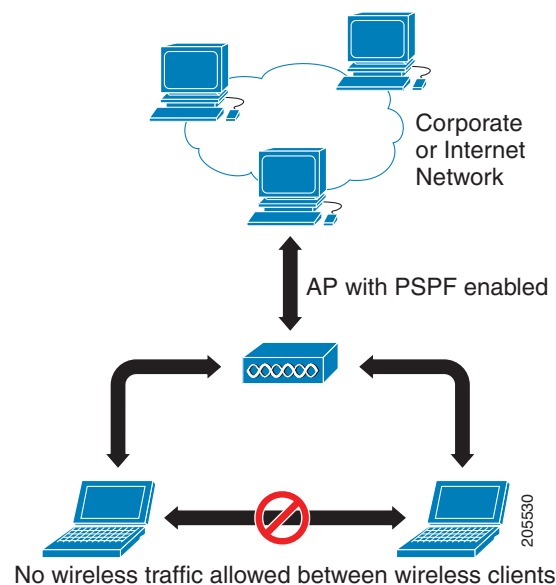 Corporate
or Internet
Network
AP with PSPF enabled
205530
No wireless traffic allowed between wireless clients